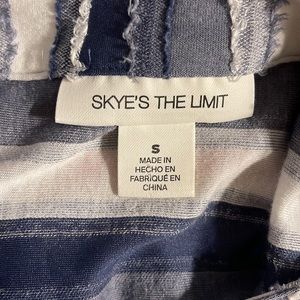 SKYE'S THE LIMIT
S
MADE IN
HECHO EN
FABRIQUÉ EN
CHINA